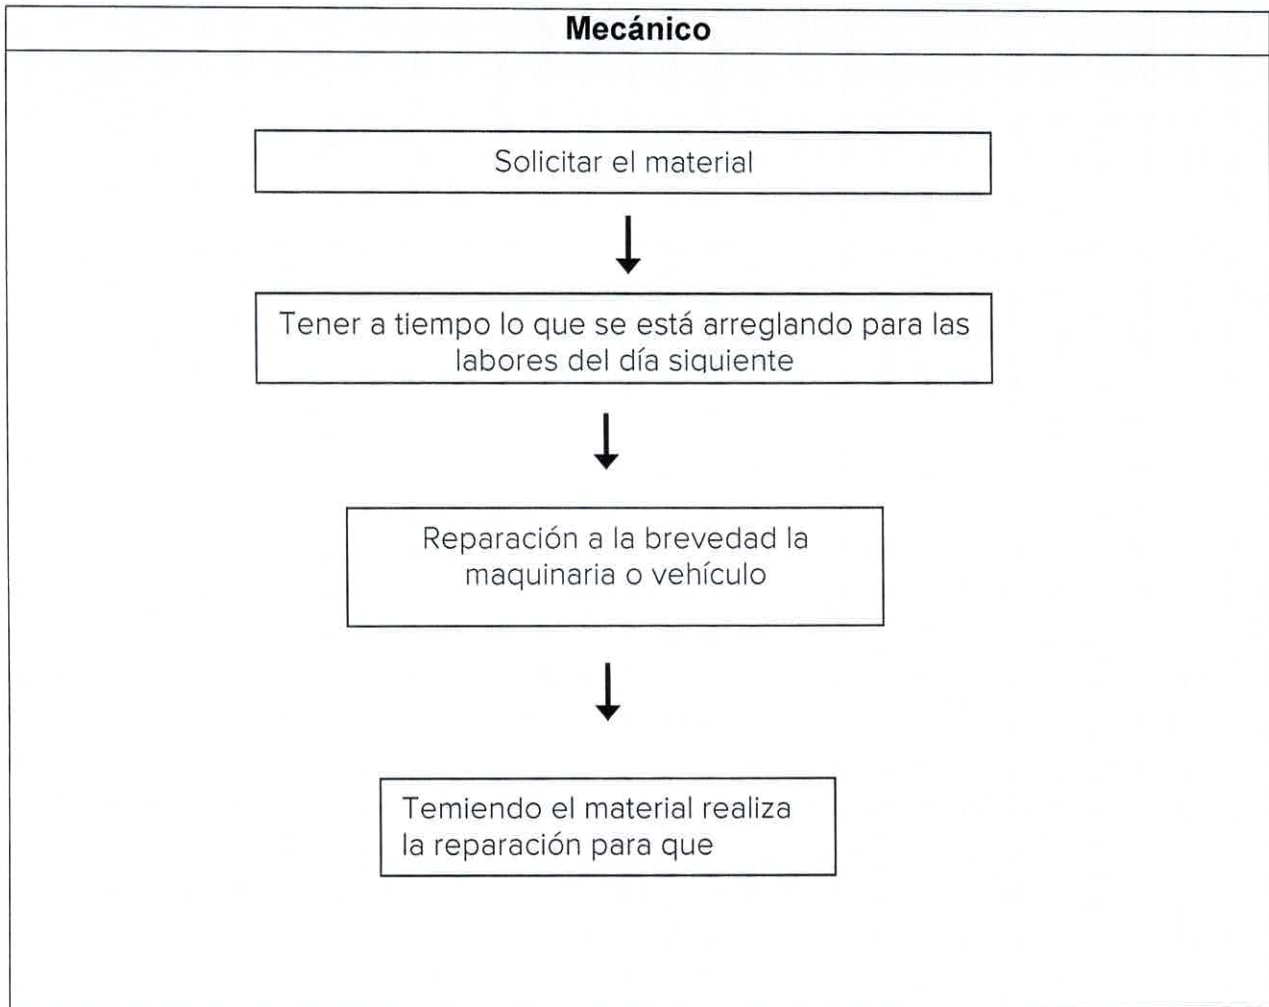 Mecánico
Solicitar el material
Tener a tiempo lo que se está arreglando para las
labores del día siguiente
Reparación a la brevedad la
maquinaria o vehículo
Temiendo el material realiza
la reparación para que